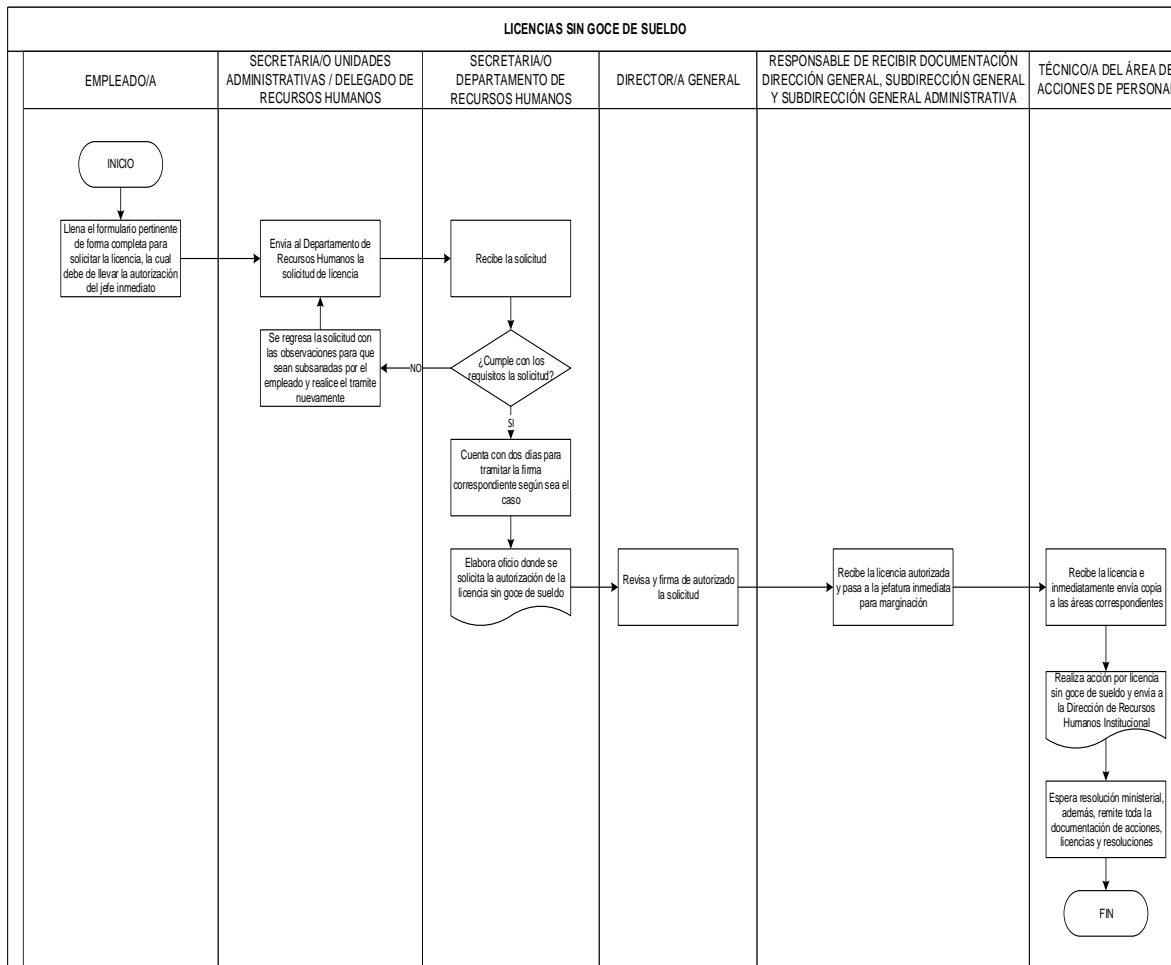 LICENCIAS SIN GOCE DE SUELDO
EMPLEADO/A
SECRETARIA/O UNIDADES
ADMINISTRATIVAS / DELEGADO DE
RECURSOS HUMANOS
SECRETARIA/O
DEPARTAMENTO DE
RECURSOS HUMANOS
DIRECTOR/A GENERAL
RESPONSABLE DE RECIBIR DOCUMENTACIÓN
DIRECCIÓN GENERAL, SUBDIRECCIÓN GENERAL
Y SUBDIRECCIÓN GENERAL ADMINISTRATIVA
TÉCNICO/A DEL ÁREA DE
ACCIONES DE PERSONAL
INICIO
Llena el formulario pertinente
de forma completa para
solicitar la licencia, la cual
debe de llevar la autorización
del jefe inmediato
Envia al Departamento de
Recursos Humanos la
solicitud de licencia
Recibe la solicitud
Se regresa la solicitud con
las observaciones para que
sean subsanadas por el
empleado y realice el tramite
nuevamente
NO
¿Cumple con los
requisitos la solicitud?
SI
Cuenta con dos días para
tramitar la firma
correspondiente según sea el
caso
Elabora oficio donde se
solicita la autorización de la
licencia sin goce de sueldo
Revisa y firma de autorizado
la solicitud
Recibe la licencia autorizada
y pasa a la jefatura inmediata
para marginación
Recibe la licencia e
inmediatamente envía copia
a las áreas correspondientes
Realiza acción por licencia
sin goce de sueldo y envia a
la Dirección de Recursos
Humanos Institucional
Espera resolución ministerial,
además, remite toda la
documentación de acciones,
licencias y resoluciones
FIN